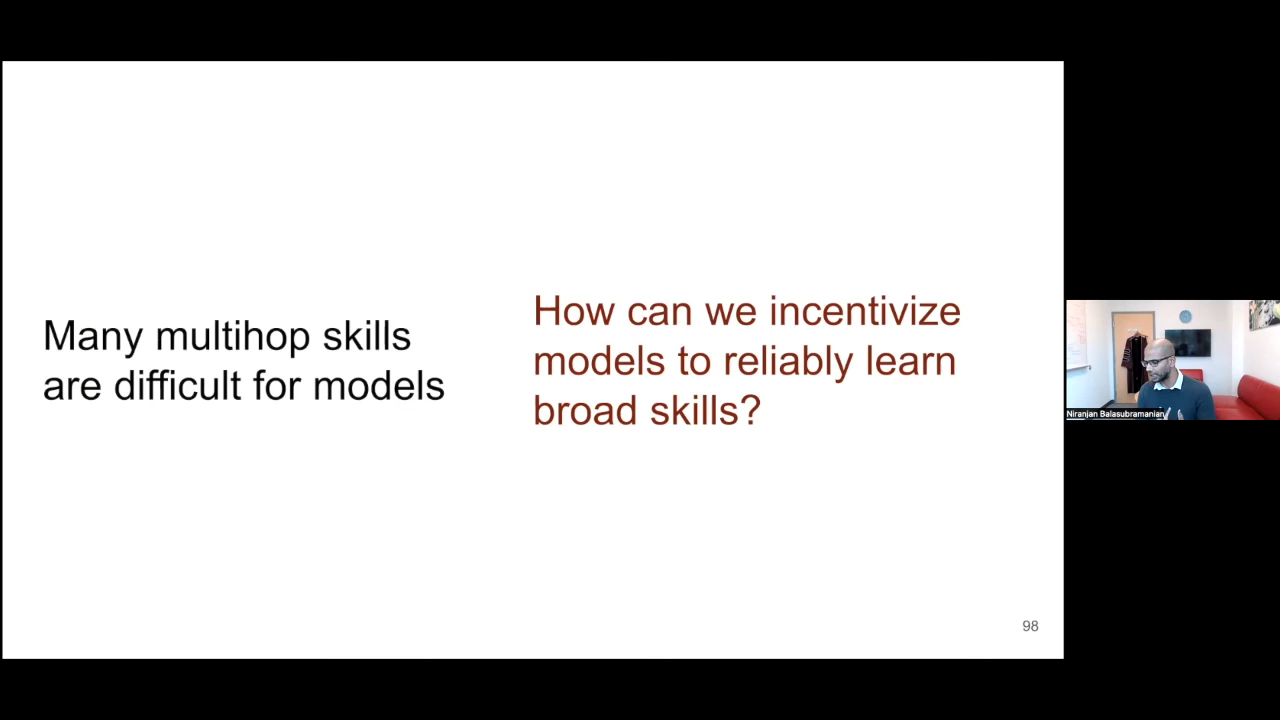 Many multihop skills
are difficult for models
How can we incentivize
models to reliably learn
broad skills?
98
Niranjan Balasubramanian